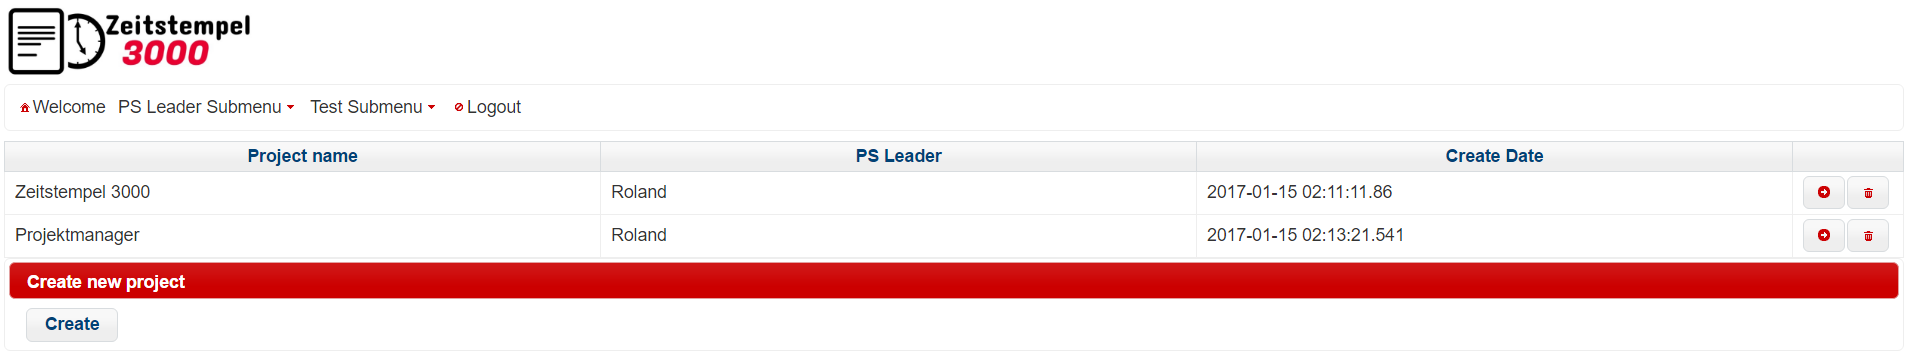 Zeitstempel
3000
Welcome PS Leader Submenu Test Submenu Logout
Project name PS Leader Create Date
Zeitstempel 3000 Roland 2017-01-15 02:11:11.86
Projektmanager Roland 2017-01-15 02:13:21.541
Create new project
Create